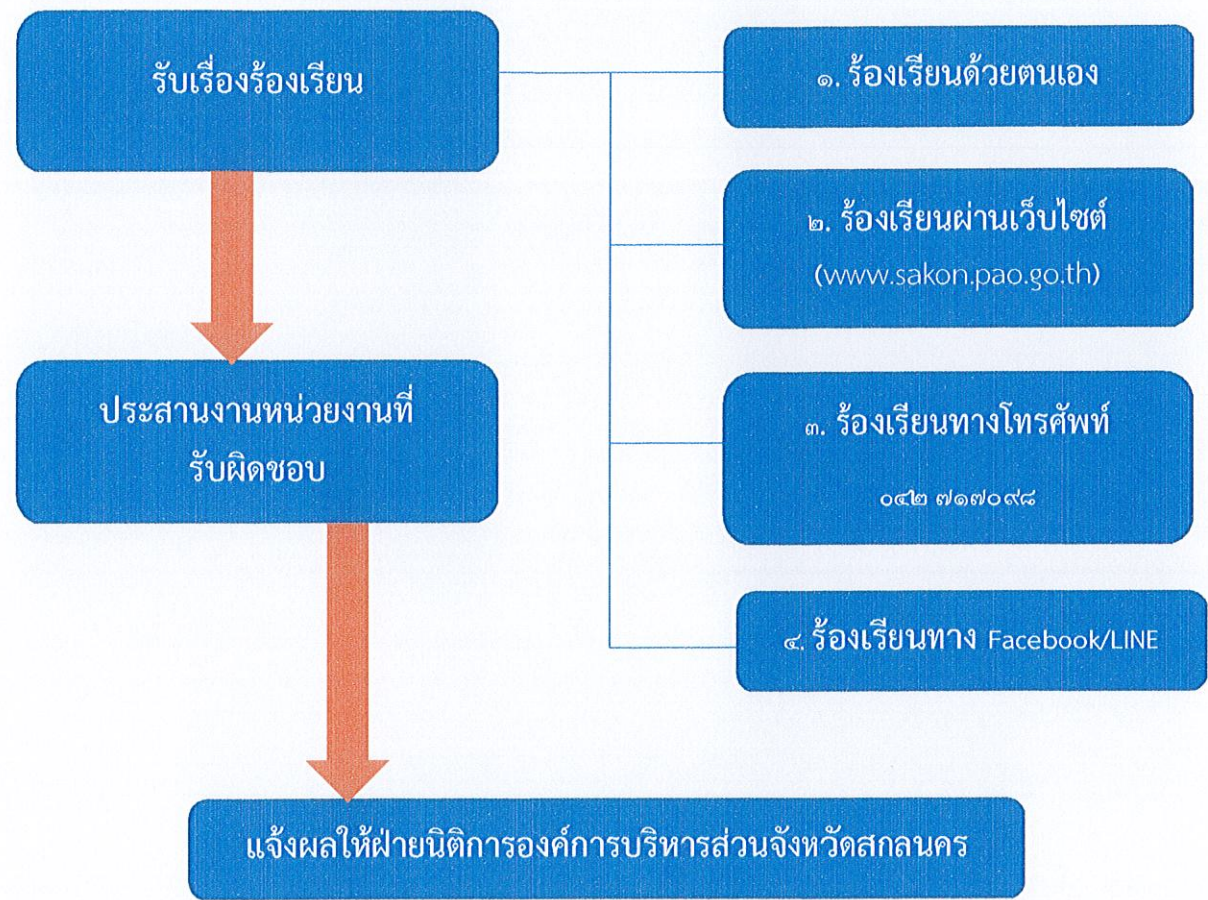 รับเรื่องร้องเรียน
๑. ร้องเรียนด้วยตนเอง
๒. ร้องเรียนผ่านเว็บไซต์
(www.sakon.pao.go.th)
ประสานงานหน่วยงานที่
รับผิดชอบ
๓. ร้องเรียนทางโทรศัพท์
๐๔๒ ๗๑๗๐๙๘
๔. ร้องเรียนทาง Facebook/LINE
แจ้งผลให้ฝ่ายนิติการองค์การบริหารส่วนจังหวัดสกลนคร